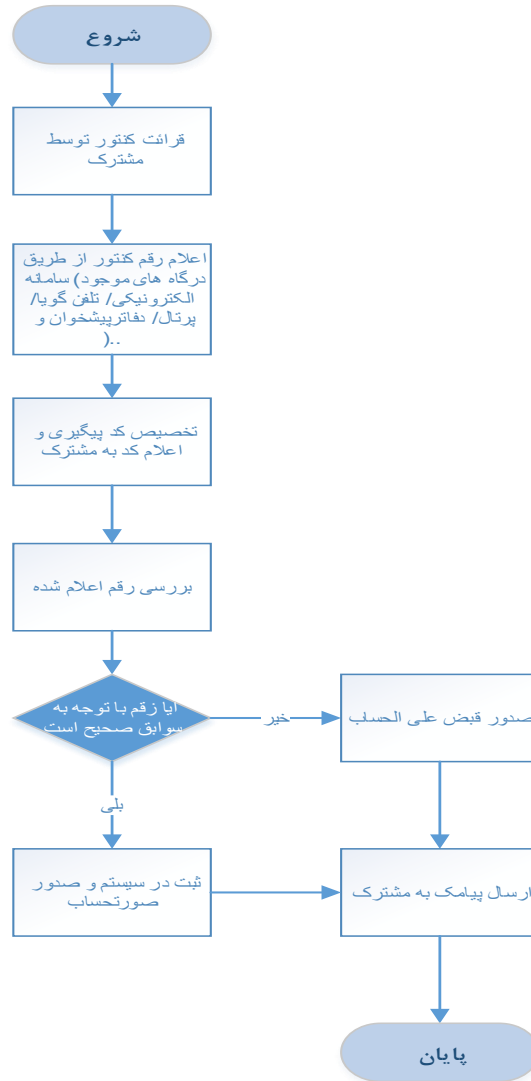 شروع
قرائت کنتور توسط
مشترک
اعلام رقم کنتور از طریق
درگاه های موجود) سامانه
الکترونیکی/ تلفن گویا/
پرتال/ دفاترپیشخوان و
..(
تخصیص کد پیگیری و
اعلام کد به مشترک
بررسی رقم اعلام شده
ایا زقم با توجه به
سوابق صحیح است
خیر
صدور قبض علی الحساب
بلی
ثبت در سیستم و صدور
صورتحساب
ارسال پیامک به مشترک
پایان